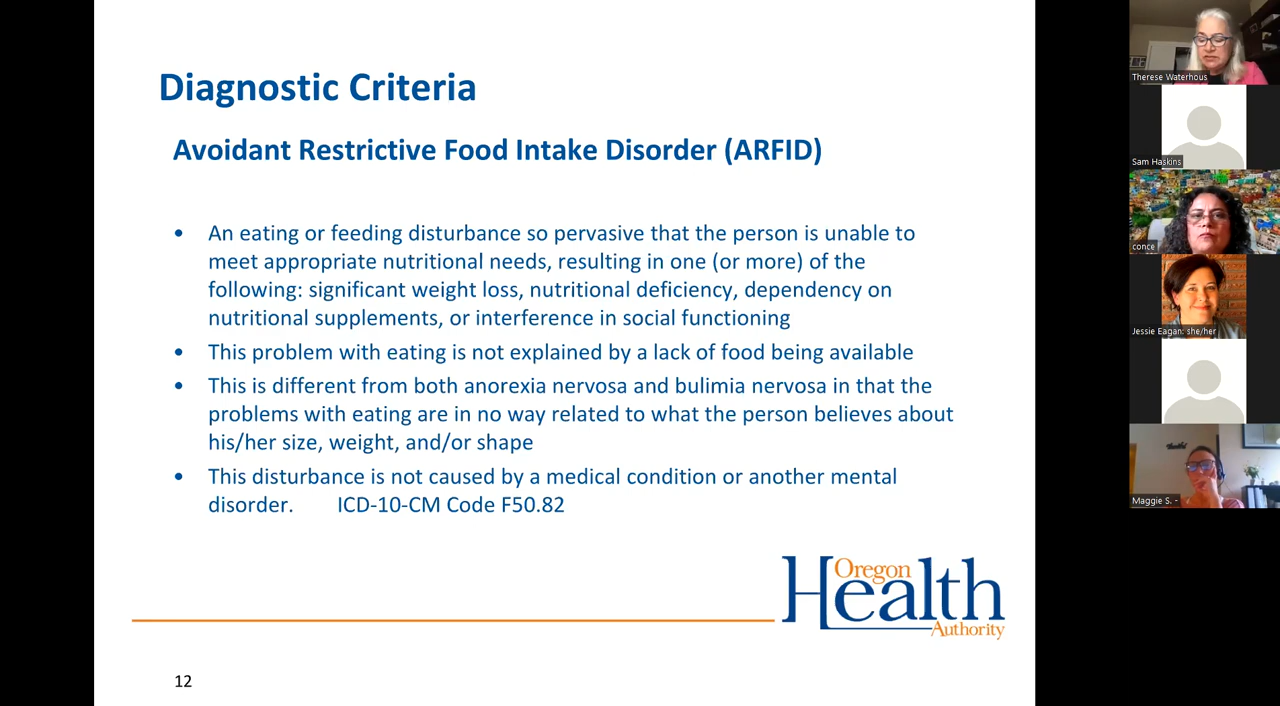 Diagnostic Criteria
Avoidant Restrictive Food Intake Disorder (ARFID)
• An eating or feeding disturbance so pervasive that the person is unable to
meet appropriate nutritional needs, resulting in one (or more) of the
following: significant weight loss, nutritional deficiency, dependency on
nutritional supplements, or interference in social functioning
• This problem with eating is not explained by a lack of food being available
• This is different from both anorexia nervosa and bulimia nervosa in that the
problems with eating are in no way related to what the person believes about
his/her size, weight, and/or shape
• This disturbance is not caused by a medical condition or another mental
disorder. ICD-10-CM Code F50.82
Oregon
Health
Authority
12
Therese Waterhous
Sam Haskins
conce
Jessie Eagan: she/her
Maggie S. -